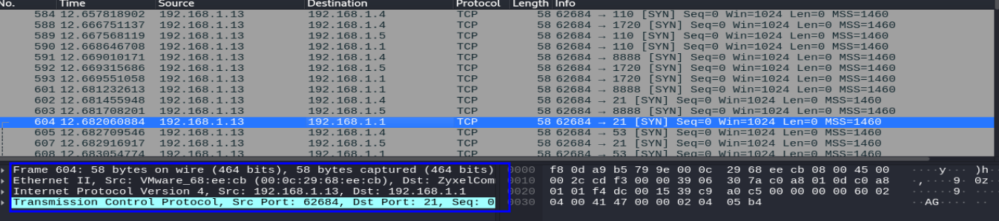 No. Time Source Destination Protocol Length Info
584 12.657818902 192.168.1.13 192.168.1.4 TCP 58 62684 → 110 [SYN] Seq=0 Win=1024 Len=0 MSS=1460
588 12.666751137 192.168.1.13 192.168.1.4 TCP 58 62684 → 1720 [SYN] Seq=0 Win=1024 Len=0 MSS=1460
589 12.667568119 192.168.1.13 192.168.1.5 TCP 58 62684 → 110 [SYN] Seq=0 Win=1024 Len=0 MSS=1460
590 12.668646708 192.168.1.13 192.168.1.1 TCP 58 62684 → 110 [SYN] Seq=0 Win=1024 Len=0 MSS=1460
591 12.669010171 192.168.1.13 192.168.1.4 TCP 58 62684 → 8888 [SYN] Seq=0 Win=1024 Len=0 MSS=1460
592 12.669315686 192.168.1.13 192.168.1.5 TCP 58 62684 → 1720 [SYN] Seq=0 Win=1024 Len=0 MSS=1460
593 12.669551058 192.168.1.13 192.168.1.1 TCP 58 62684 → 1720 [SYN] Seq=0 Win=1024 Len=0 MSS=1460
601 12.681232613 192.168.1.13 192.168.1.1 TCP 58 62684 → 8888 [SYN] Seq=0 Win=1024 Len=0 MSS=1460
602 12.681455948 192.168.1.13 192.168.1.4 TCP 58 62684 → 21 [SYN] Seq=0 Win=1024 Len=0 MSS=1460
603 12.681708201 192.168.1.13 192.168.1.5 TCP 58 62684 → 8888 [SYN] Seq=0 Win=1024 Len=0 MSS=1460
604 12.682060884 192.168.1.13 192.168.1.1 TCP 58 62684 → 21 [SYN] Seq=0 Win=1024 Len=0 MSS=1460
605 12.682709546 192.168.1.13 192.168.1.4 TCP 58 62684 → 53 [SYN] Seq=0 Win=1024 Len=0 MSS=1460
607 12.682916917 192.168.1.13 192.168.1.5 TCP 58 62684 → 21 [SYN] Seq=0 Win=1024 Len=0 MSS=1460
608 12.683054774 192.168.1.13 192.168.1.1 TCP 58 62684 → 53 [SYN] Seq=0 Win=1024 Len=0 MSS=1460
Frame 604: 58 bytes on wire (464 bits), 58 bytes captured (464 bits)
Ethernet II, Src: VMware_68:ee:cb (00:0c:29:68:ee:cb), Dst: ZyxelCom
Internet Protocol Version 4, Src: 192.168.1.13, Dst: 192.168.1.1
Transmission Control Protocol, Src Port: 62684, Dst Port: 21, Seq: 0
0000 f8 0d a9 b5 79 9e 00 0c 29 68 ee cb 08 00 45 00 ····y··· )h
0010 00 2c cd f3 00 00 39 06 30 7a c0 a8 01 0d c0 a8 ·,····9· 0z
0020 01 01 f4 dc 00 15 39 c9 a0 c5 00 00 00 00 60 02 ······9·
0030 04 00 41 47 00 00 02 04 05 b4 ··AG····